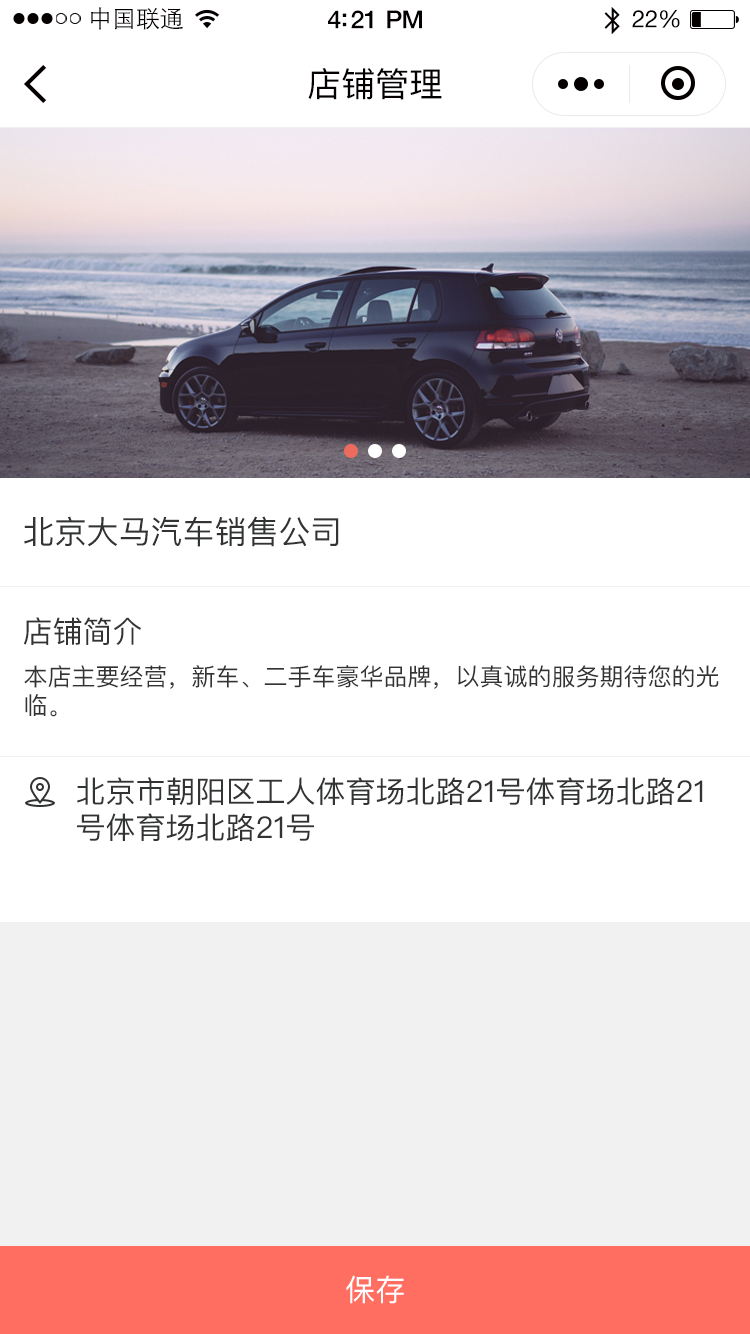 中国联通 4:21 PM 22%
店铺管理
北京大马汽车销售公司
店铺简介
本店主要经营，新车、二手车豪华品牌，以真诚的服务期待您的光
临。
北京市朝阳区工人体育场北路21号体育场北路21
号体育场北路21号
保存